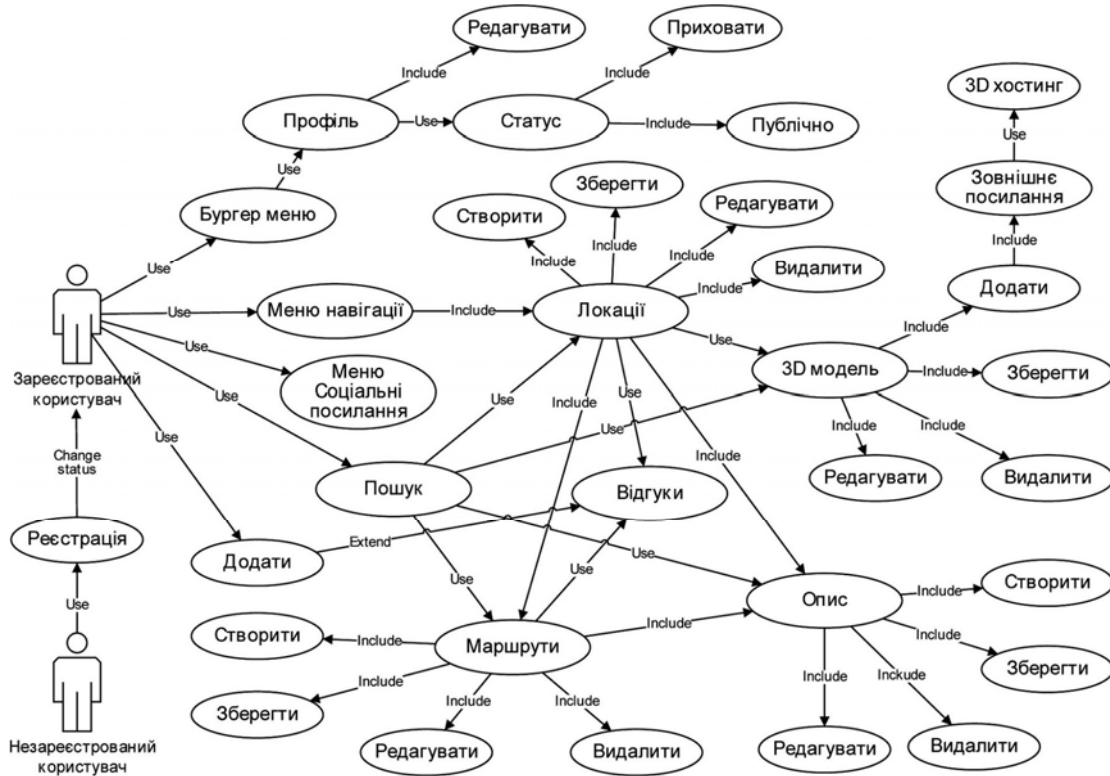 Редагувати
Приховати
Include
Include
3D хостинг
Профіль
Use
Статус
Include
Публічно
Use
Use
Зовнішнє
посилання
Зберегти
Бургер меню
Створити
Редагувати
Include
Include
Include
Include
Use
Видалити
Include
Додати
Меню навігації
Use
Include
Локації
Use
Include
Зареєстрований
користувач
Use
Меню
Соціальні
посилання
3D модель
Include
Зберегти
Use
Use
Include
Use
Use
Include
Include
Change
status
Use
Include
Редагувати
Видалити
Пошук
Відгуки
Реєстрація
Додати
Extend
Use
Use
Use
Створити
Include
Опис
Use
Створити
Include
Маршрути
Include
Include
Зберегти
Зберегти
Include
Include
Include
Include
Inckude
Незареєстрований
користувач
Редагувати
Видалити
Редагувати
Видалити